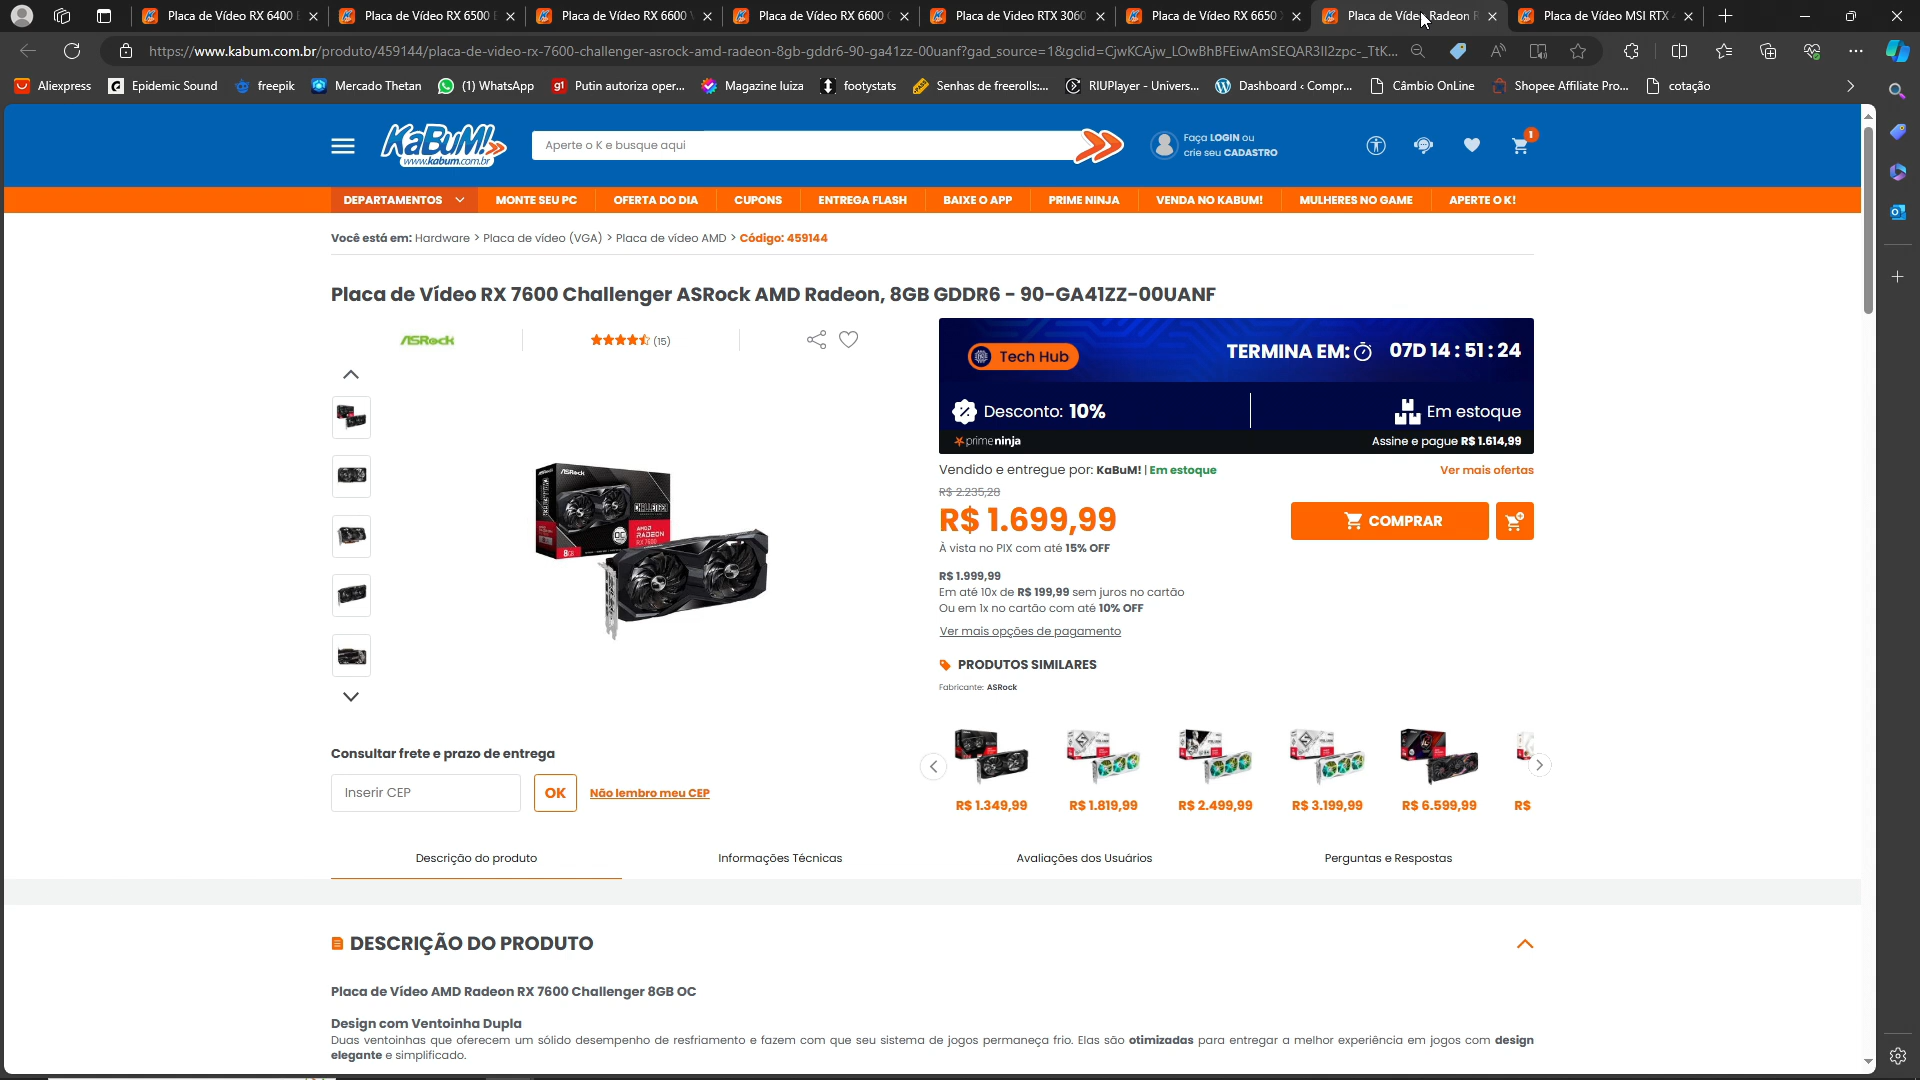 Placa de Vídeo RX 6400
Placa de Vídeo RX 6500
Placa de Vídeo RX 6600
Placa de Vídeo RX 6600
Placa de Video RTX 3060
Placa de Vídeo RX 6650
Placa de Vídeo Radeon R
Placa de Vídeo MSI RTX
https://www.kabum.com.br/produto/459144/placa-de-video-rx-7600-challenger-asrock-amd-radeon-8gb-gddr6-90-ga41zz-00uanf?gad_source=1&gclid=CjwKCAjw_LOwBhBFEiwAmSEQAR3Il2zpc-_TtK...
Aliexpress
Epidemic Sound
freepik
Mercado Thetan
(1) WhatsApp
g1 Putin autoriza oper...
Magazine luiza
footystats
Senhas de freerolls:...
RIUPlayer - Univers...
Dashboard ‹ Compr...
Câmbio OnLine
Shopee Affiliate Pro...
cotação
KaBuM!
www.kabum.com.br
Aperte o K e busque aqui
Faça LOGIN ou
crie seu CADASTRO
1
DEPARTAMENTOS
MONTE SEU PC
OFERTA DO DIA
CUPONS
ENTREGA FLASH
BAIXE O APP
PRIME NINJA
VENDA NO KABUM!
MULHERES NO GAME
APERTE O K!
Você está em: Hardware > Placa de vídeo (VGA) > Placa de vídeo AMD > Código: 459144
Placa de Vídeo RX 7600 Challenger ASRock AMD Radeon, 8GB GDDR6 - 90-GA41ZZ-00UANF
ASRock
(15)
Tech Hub
TERMINA EM: 07D 14 : 51 : 24
Desconto: 10%
Em estoque
primeninja
Assine e pague R$ 1.614,99
Vendido e entregue por: KaBuM! | Em estoque
Ver mais ofertas
R$ 2.235,28
R$ 1.699,99
COMPRAR
À vista no PIX com até 15% OFF
R$ 1.999,99
Em até 10x de R$ 199,99 sem juros no cartão
Ou em 1x no cartão com até 10% OFF
Ver mais opções de pagamento
ASRock
CHALLENGER
AMD
RADEON
RX 7600
OC
8GB
PRODUTOS SIMILARES
Fabricante: ASRock
R$ 1.349,99
R$ 1.819,99
R$ 2.499,99
R$ 3.199,99
R$ 6.599,99
R$
Consultar frete e prazo de entrega
Inserir CEP
OK
Não lembro meu CEP
Descrição do produto
Informações Técnicas
Avaliações dos Usuários
Perguntas e Respostas
DESCRIÇÃO DO PRODUTO
Placa de Vídeo AMD Radeon RX 7600 Challenger 8GB OC
Design com Ventoinha Dupla
Duas ventoinhas que oferecem um sólido desempenho de resfriamento e fazem com que seu sistema de jogos permaneça frio. Elas são otimizadas para entregar a melhor experiência em jogos com design
elegante e simplificado.